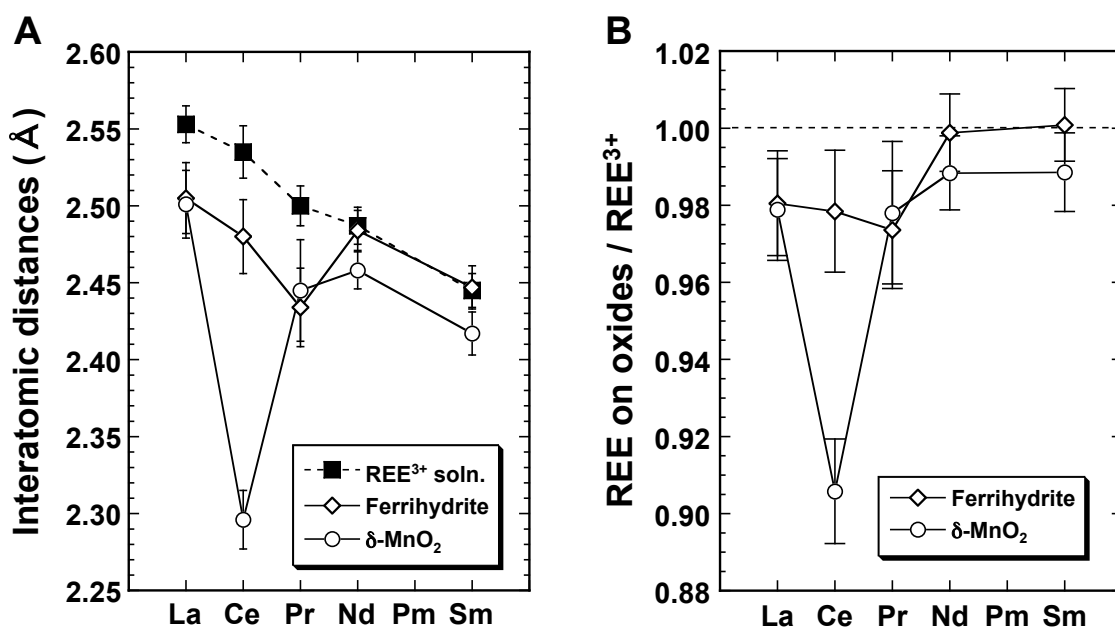 A
Interatomic distances (Å)
2.60
2.55
2.50
2.45
2.40
2.35
2.30
2.25
La Ce Pr Nd Pm Sm
REE³⁺ soln.
Ferrihydrite
δ-MnO₂
B
REE on oxides / REE³⁺
1.02
1.00
0.98
0.96
0.94
0.92
0.90
0.88
La Ce Pr Nd Pm Sm
Ferrihydrite
δ-MnO₂